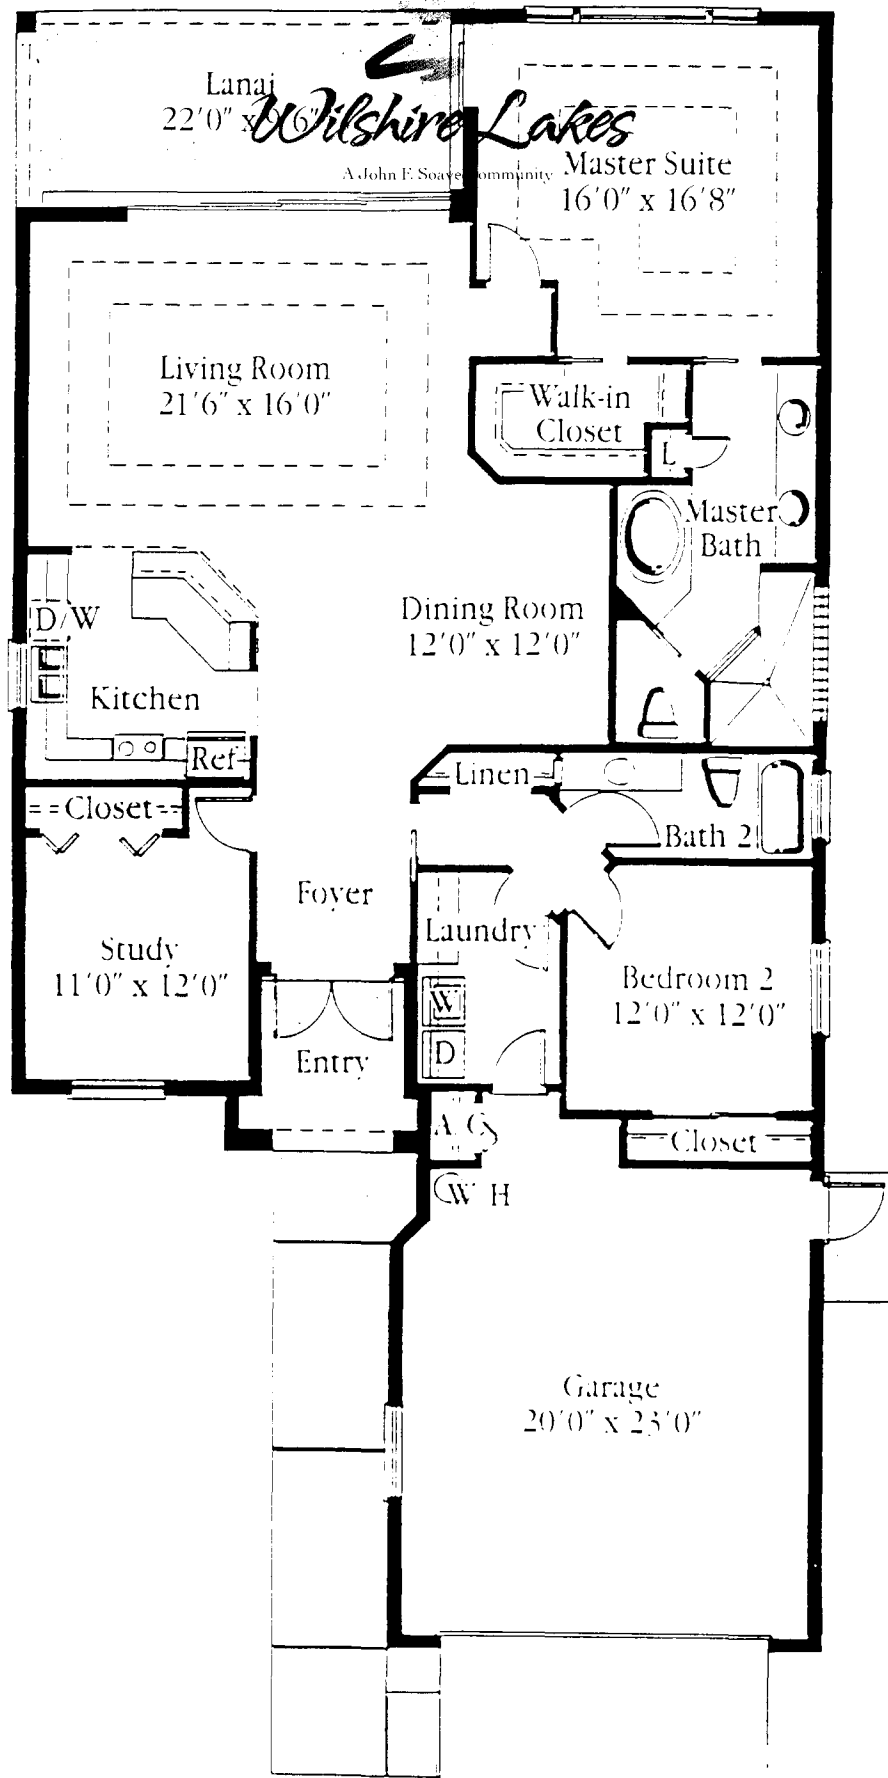 Lanai
22'0" x 9'6"
Wilshire Lakes
A John F. Soave Community
Master Suite
16'0" x 16'8"
Living Room
21'6" x 16'0"
Walk-in
Closet
L
Master
Bath
Dining Room
12'0" x 12'0"
D/W
Kitchen
Ref
Linen
Closet
Bath 2
Foyer
Laundry
Study
11'0" x 12'0"
Bedroom 2
12'0" x 12'0"
W
D
Entry
A C
Closet
W H
Garage
20'0" x 23'0"